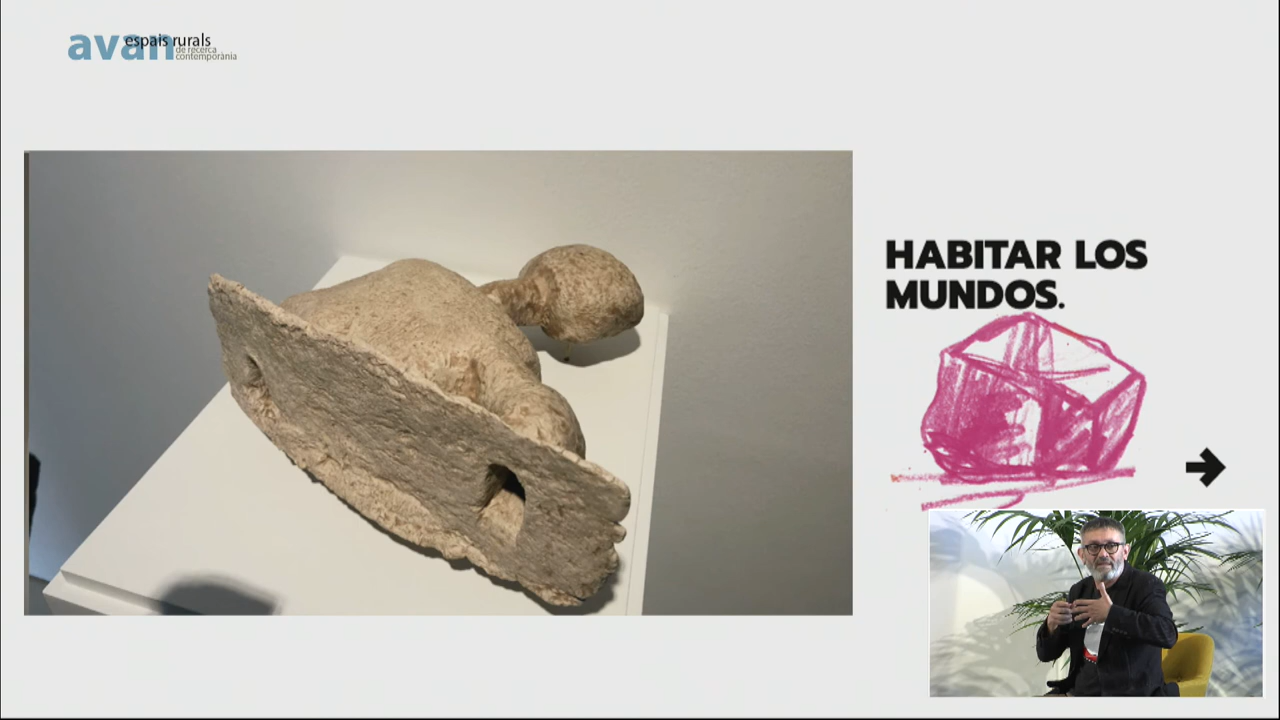 avan
espais rurals
de recerca
contemporània
HABITAR LOS
MUNDOS.